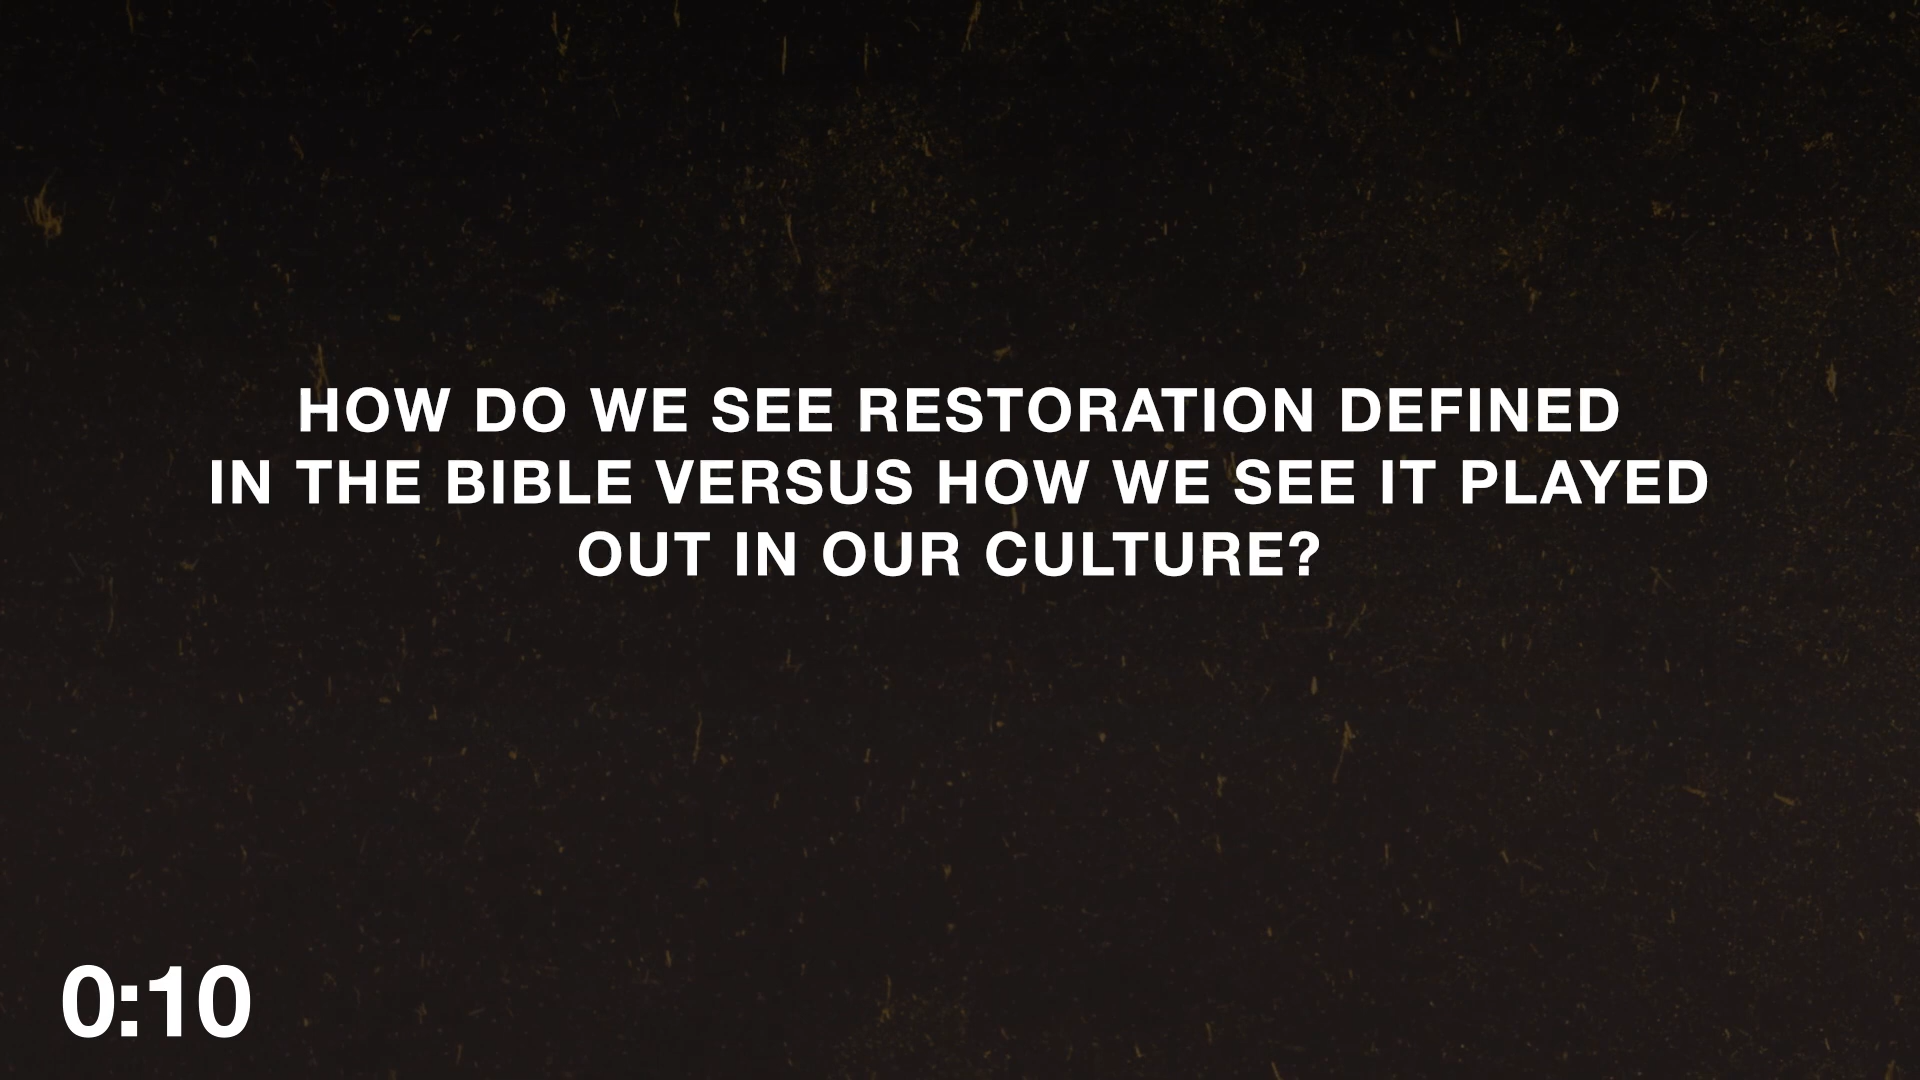 HOW DO WE SEE RESTORATION DEFINED
IN THE BIBLE VERSUS HOW WE SEE IT PLAYED
OUT IN OUR CULTURE?
0:10